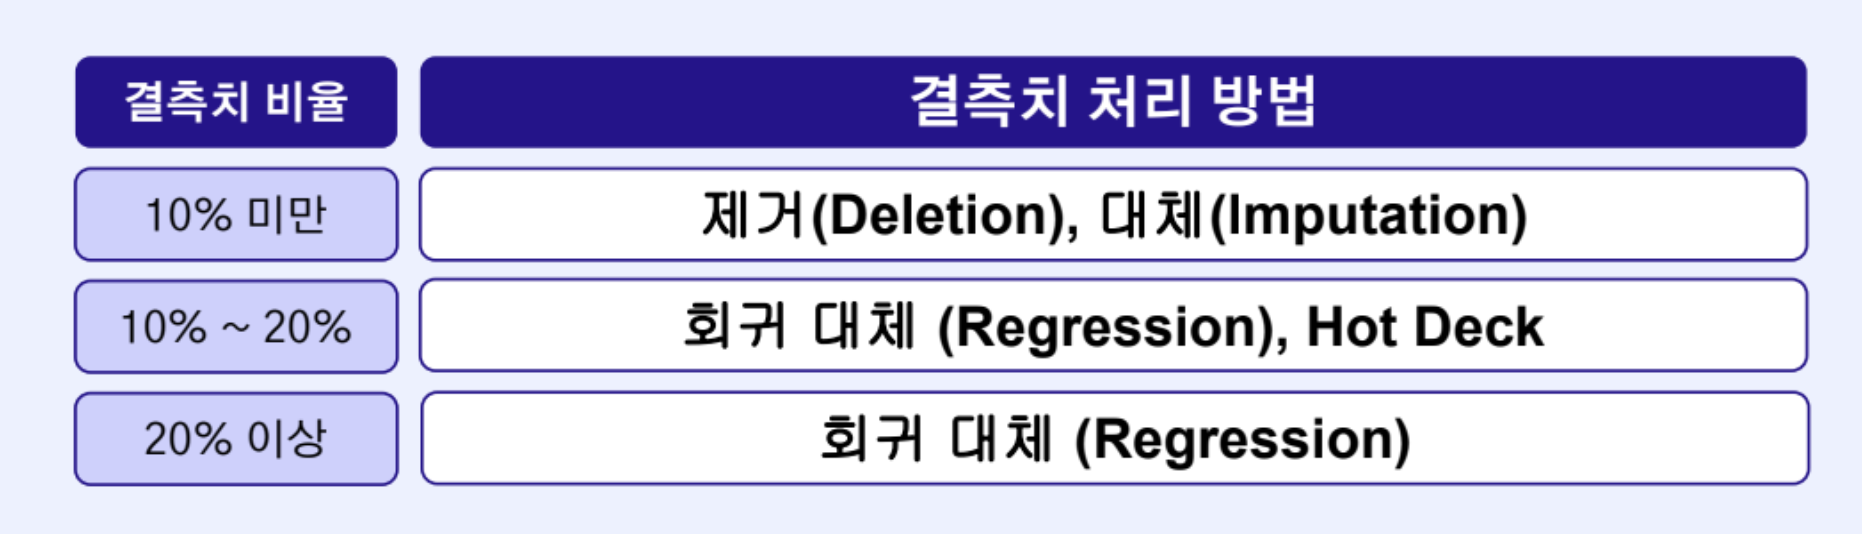 결측치 비율
결측치 처리 방법
10% 미만
제거(Deletion), 대체(Imputation)
10% ~ 20%
회귀 대체 (Regression), Hot Deck
20% 이상
회귀 대체 (Regression)